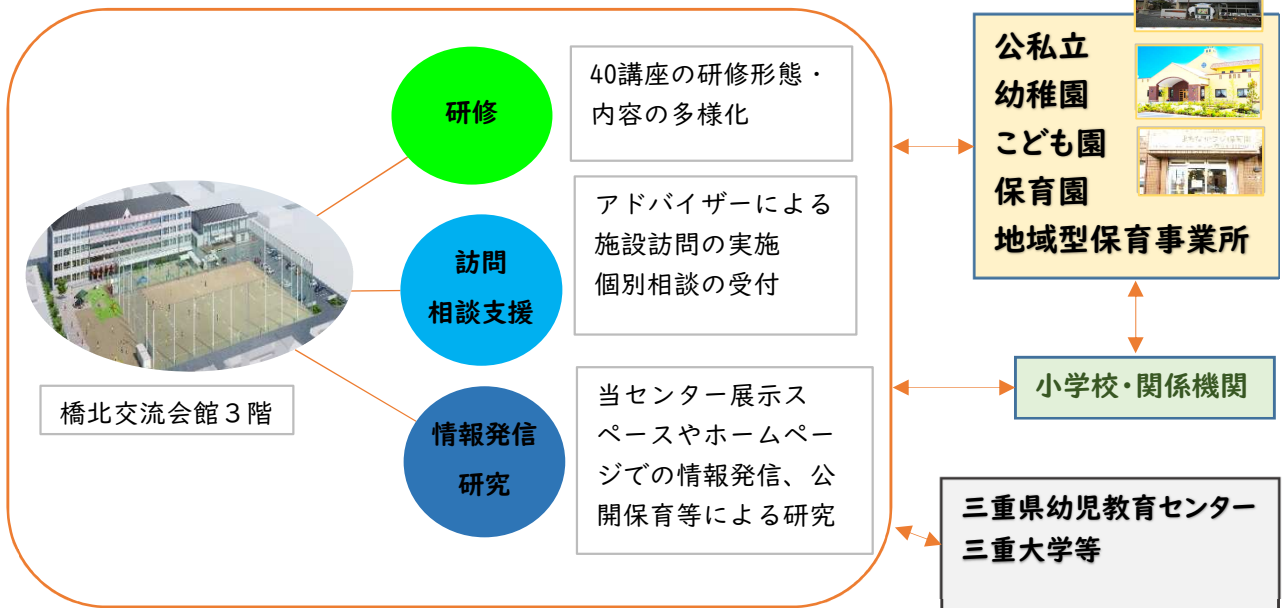 研修
40講座の研修形態・
内容の多様化
訪問
相談支援
アドバイザーによる
施設訪問の実施
個別相談の受付
橋北交流会館３階
情報発信
研究
当センター展示ス
ペースやホームペー
ジでの情報発信、公
開保育等による研究
公私立
幼稚園
こども園
保育園
地域型保育事業所
小学校・関係機関
三重県幼児教育センター
三重大学等